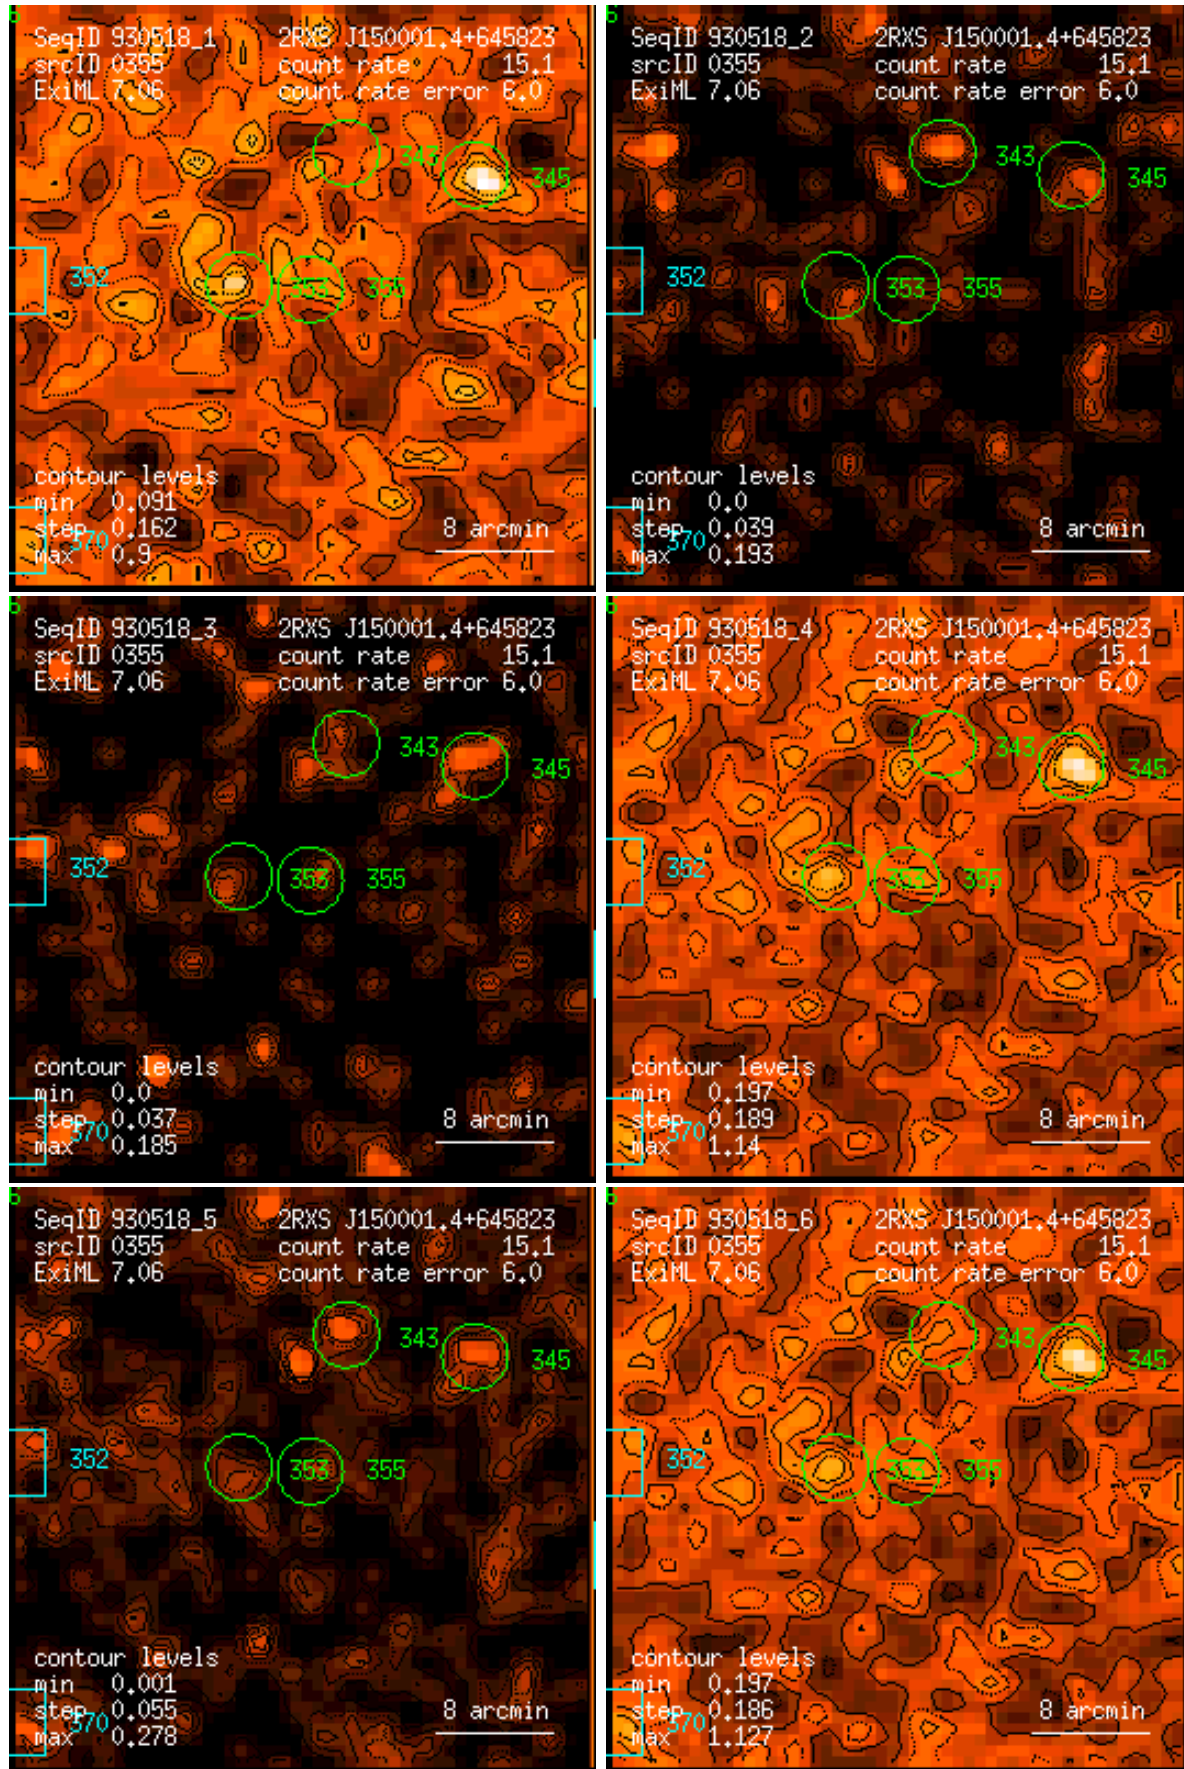 6
SeqID 930518_1 2RXS J150001.4+645823
srcID 0355 count rate 15.1
ExiML 7.06 count rate error 6.0
343
345
352
353 355
contour levels
min 0.091
step 0.162
370
max 0.9
8 arcmin
6
SeqID 930518_2 2RXS J150001.4+645823
srcID 0355 count rate 15.1
ExiML 7.06 count rate error 6.0
343
345
352
353 355
contour levels
min 0.0
step 0.039
370
max 0.193
8 arcmin
6
SeqID 930518_3 2RXS J150001.4+645823
srcID 0355 count rate 15.1
ExiML 7.06 count rate error 6.0
343
345
352
353 355
contour levels
min 0.0
step 0.037
370
max 0.185
8 arcmin
6
SeqID 930518_4 2RXS J150001.4+645823
srcID 0355 count rate 15.1
ExiML 7.06 count rate error 6.0
343
345
352
353 355
contour levels
min 0.197
step 0.189
370
max 1.14
8 arcmin
6
SeqID 930518_5 2RXS J150001.4+645823
srcID 0355 count rate 15.1
ExiML 7.06 count rate error 6.0
343
345
352
353 355
contour levels
min 0.001
step 0.055
370
max 0.278
8 arcmin
6
SeqID 930518_6 2RXS J150001.4+645823
srcID 0355 count rate 15.1
ExiML 7.06 count rate error 6.0
343
345
352
353 355
contour levels
min 0.197
step 0.186
370
max 1.127
8 arcmin